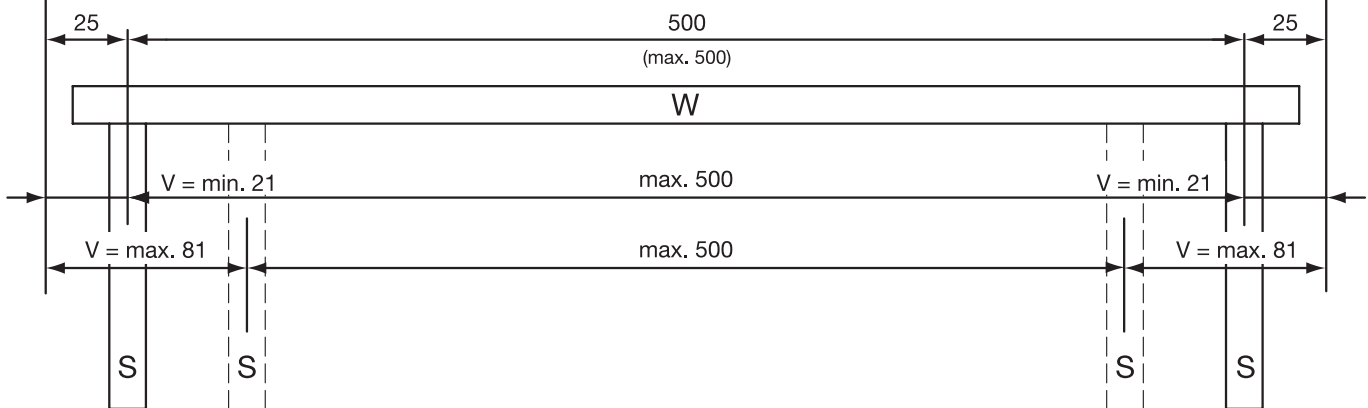 25 500 25
(max. 500)
W
V = min. 21 max. 500 V = min. 21
V = max. 81 max. 500 V = max. 81
S S S S